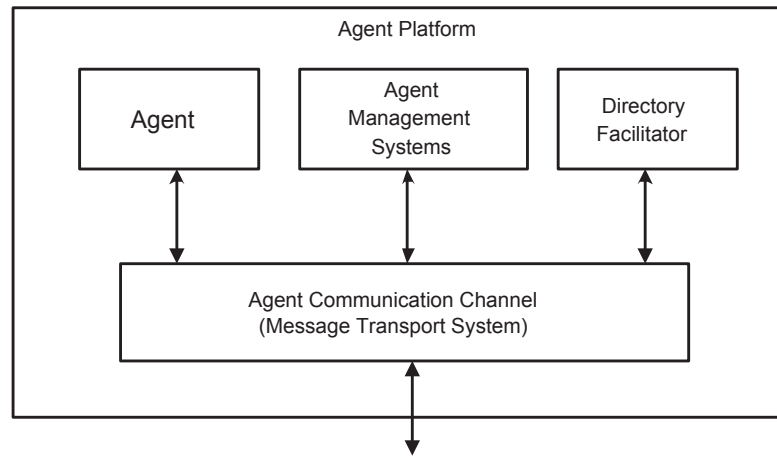 Agent Platform
Agent
Agent
Management
Systems
Directory
Facilitator
Agent Communication Channel
(Message Transport System)